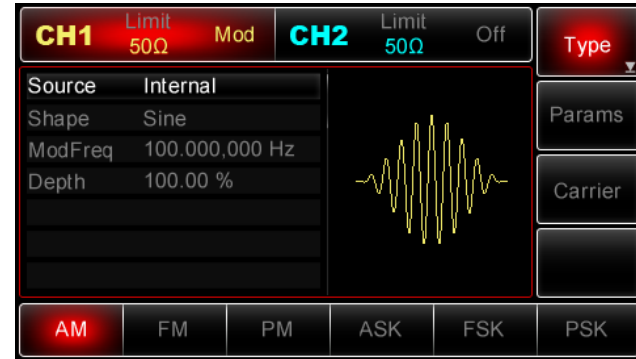 CH1 Limit 50Ω Mod CH2 Limit 50Ω Off
Type
Source Internal
Shape Sine
ModFreq 100.000,000 Hz
Depth 100.00 %
Params
Carrier
AM FM PM ASK FSK PSK